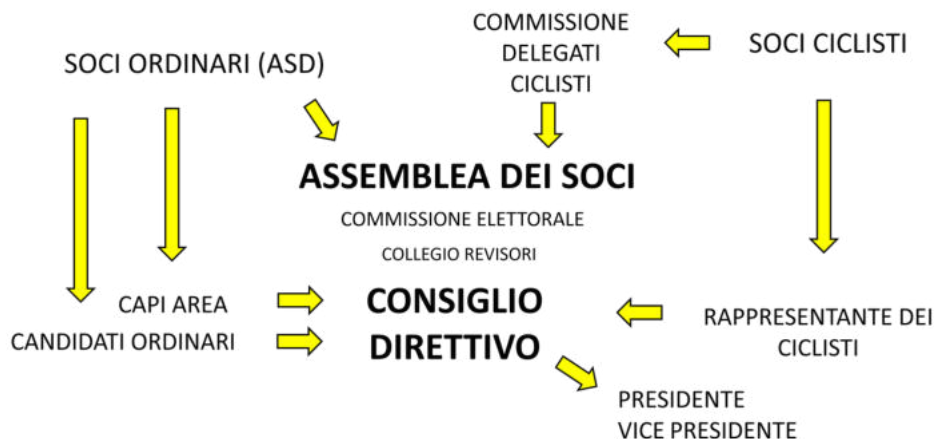 COMMISSIONE
DELEGATI
CICLISTI
SOCI CICLISTI
SOCI ORDINARI (ASD)
ASSEMBLEA DEI SOCI
COMMISSIONE ELETTORALE
COLLEGIO REVISORI
CAPI AREA
CANDIDATI ORDINARI
CONSIGLIO
DIRETTIVO
RAPPRESENTANTE DEI
CICLISTI
PRESIDENTE
VICE PRESIDENTE